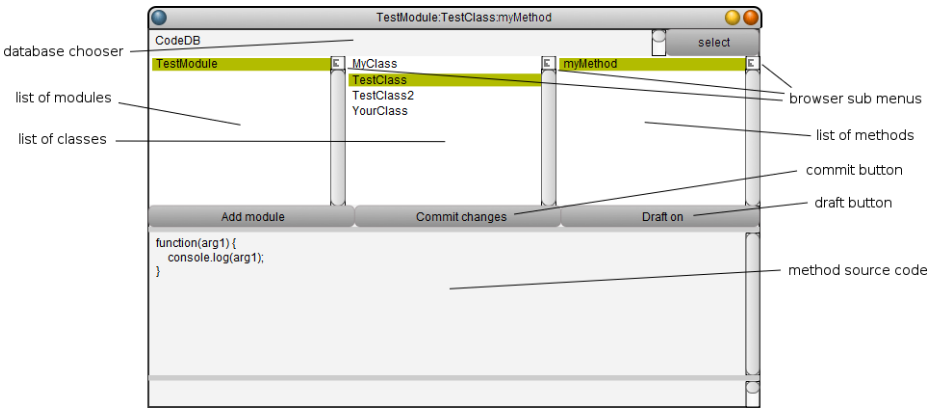 TestModule:TestClass:myMethod
database chooser
CodeDB
select
TestModule
MyClass
myMethod
TestClass
TestClass2
YourClass
list of modules
list of classes
browser sub menus
list of methods
commit button
draft button
Add module
Commit changes
Draft on
function(arg1) {
console.log(arg1);
}
method source code